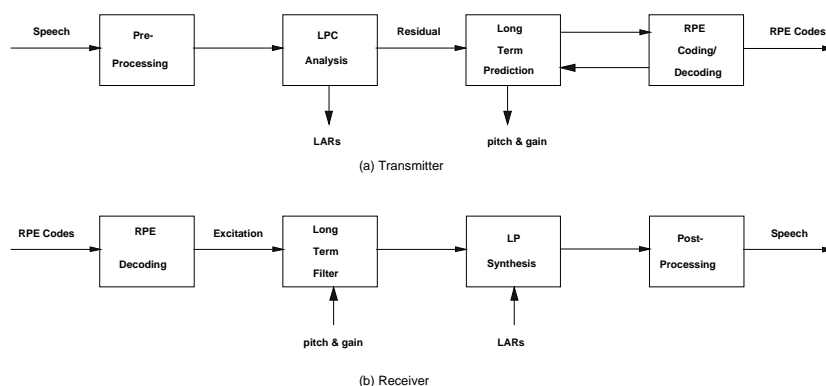 Speech
Pre-
Processing
LPC
Analysis
LARs
Residual
Long
Term
Prediction
pitch & gain
RPE
Coding/
Decoding
RPE Codes
(a) Transmitter
RPE Codes
RPE
Decoding
Excitation
Long
Term
Filter
pitch & gain
LP
Synthesis
LARs
Post-
Processing
Speech
(b) Receiver